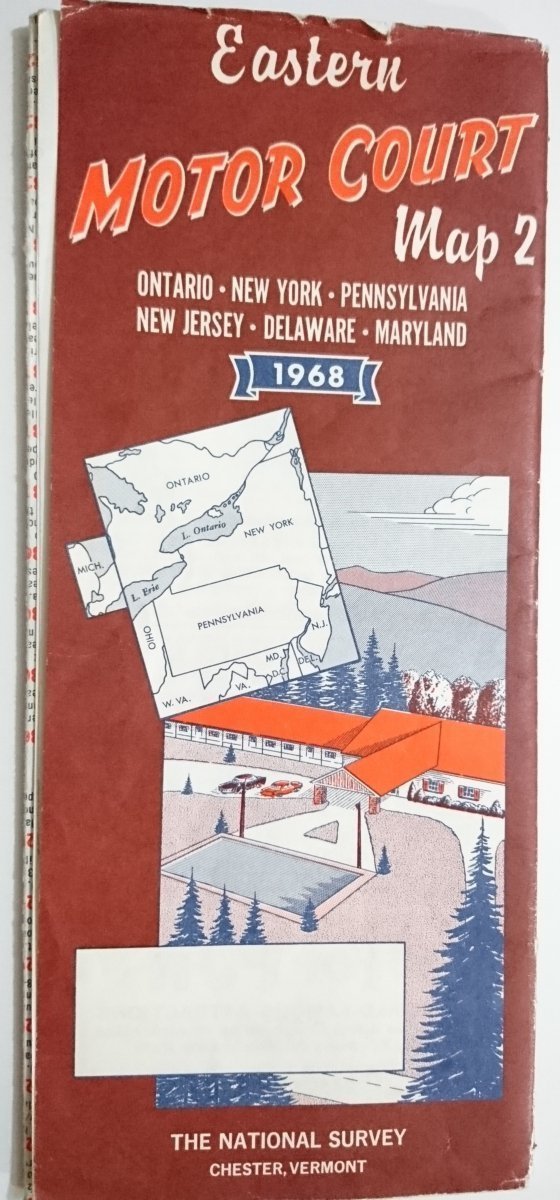 Eastern
MOTOR COURT
Map 2
ONTARIO • NEW YORK • PENNSYLVANIA
NEW JERSEY • DELAWARE • MARYLAND
1968
ONTARIO
L. Ontario
NEW YORK
MICH.
L. Erie
PENNSYLVANIA
OHIO
N.J.
MD.
DEL.
D.C.
VA.
W. VA.
THE NATIONAL SURVEY
CHESTER, VERMONT